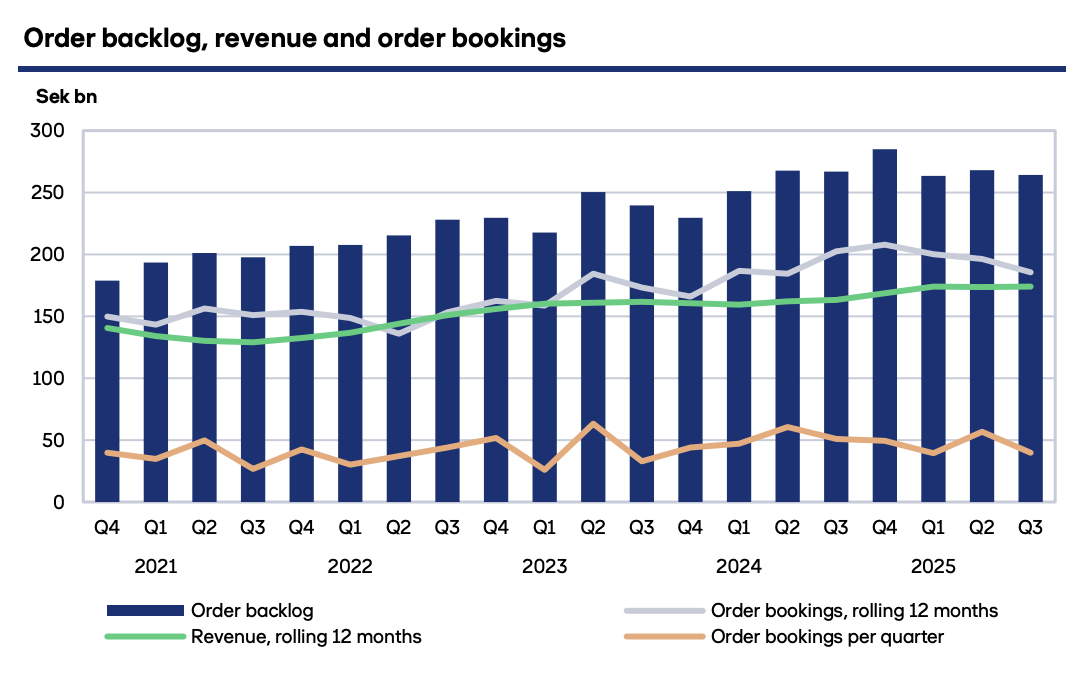 Order backlog, revenue and order bookings
Sek bn
300
250
200
150
100
50
0
Q4 Q1 Q2 Q3 Q4 Q1 Q2 Q3 Q4 Q1 Q2 Q3 Q4 Q1 Q2 Q3 Q4 Q1 Q2 Q3
2021 2022 2023 2024 2025
Order backlog Order bookings, rolling 12 months
Revenue, rolling 12 months Order bookings per quarter